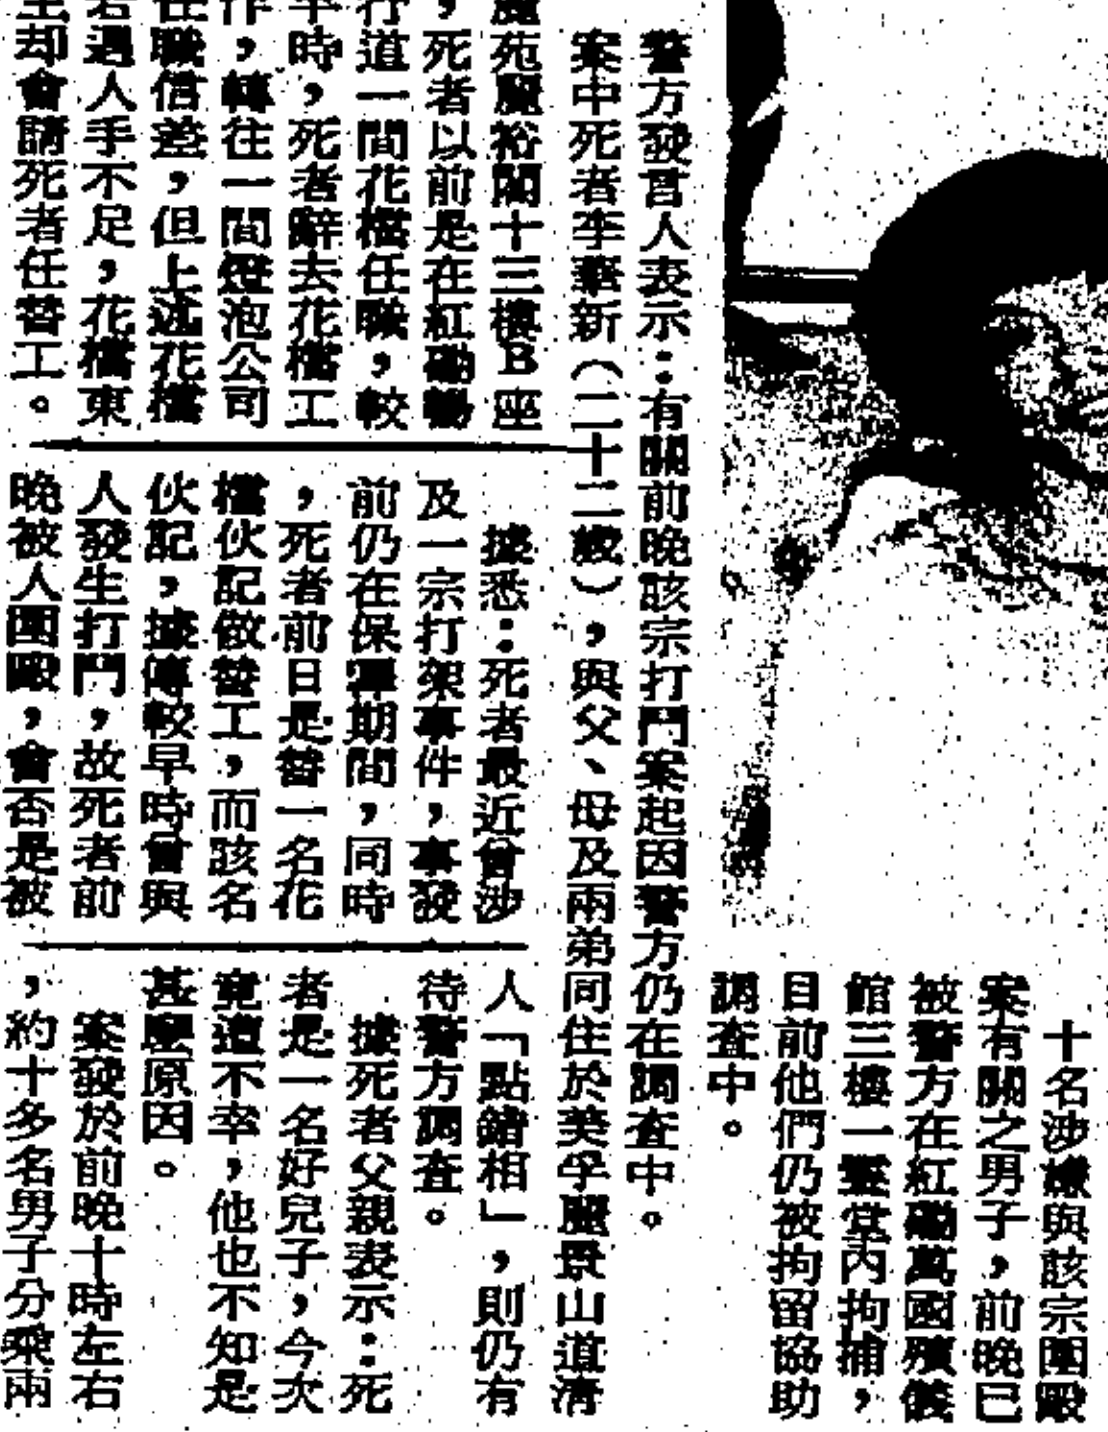 十名涉嫌與該宗圍毆
案有關之男子，前晚已
被警方在紅磡萬國殯儀
館三樓一靈堂內拘捕，
目前他們仍被拘留協助
調查中。
警方發言人表示：有關前晚該宗打鬥案起因警方仍在調查中。
案中死者李華新（二十二歲），與父、母及兩弟同住於美孚麗景山道清
麗苑麗裕閣十三樓B座
，死者以前是在紅磡暢
行道一間花檔任職，較
早時，死者辭去花檔工
作，轉往一間燈泡公司
任職信差，但上述花檔
若遇人手不足，花檔東
主却會請死者任替工。
據悉：死者最近曾涉
及一宗打架事件，事發
前仍在保釋期間，同時
，死者前日是替一名花
檔伙記做替工，而該名
伙記，據傳較早時曾與
人發生打鬥，故死者前
晚被人圍毆，會否是被
人「點錯相」，則仍有
待警方調查。
據死者父親表示：死
者是一名好兒子，今次
竟遭不幸，他也不知是
甚麼原因。
案發於前晚十時左右
，約十多名男子分乘兩